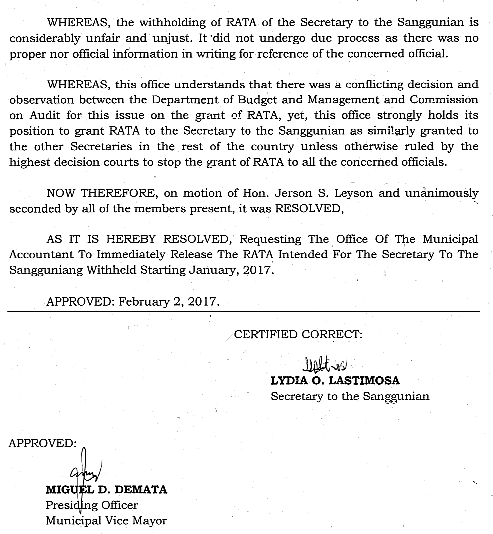 WHEREAS, the withholding of RATA of the Secretary to the Sanggunian is
considerably unfair and unjust. It did not undergo due process as there was no
proper nor official information in writing for reference of the concerned official.
WHEREAS, this office understands that there was a conflicting decision and
observation between the Department of Budget and Management and Commission
on Audit for this issue on the grant of RATA, yet, this office strongly holds its
position to grant RATA to the Secretary to the Sanggunian as similarly granted to
the other Secretaries in the rest of the country unless otherwise ruled by the
highest decision courts to stop the grant of RATA to all the concerned officials.
NOW THEREFORE, on motion of Hon. Jerson S. Leyson and unanimously
seconded by all of the members present, it was RESOLVED,
AS IT IS HEREBY RESOLVED, Requesting The Office Of The Municipal
Accountant To Immediately Release The RATA Intended For The Secretary To The
Sangguniang Withheld Starting January, 2017.
APPROVED: February 2, 2017.
CERTIFIED CORRECT:
LYDIA O. LASTIMOSA
Secretary to the Sanggunian
APPROVED:
MIGUEL D. DEMATA
Presiding Officer
Municipal Vice Mayor